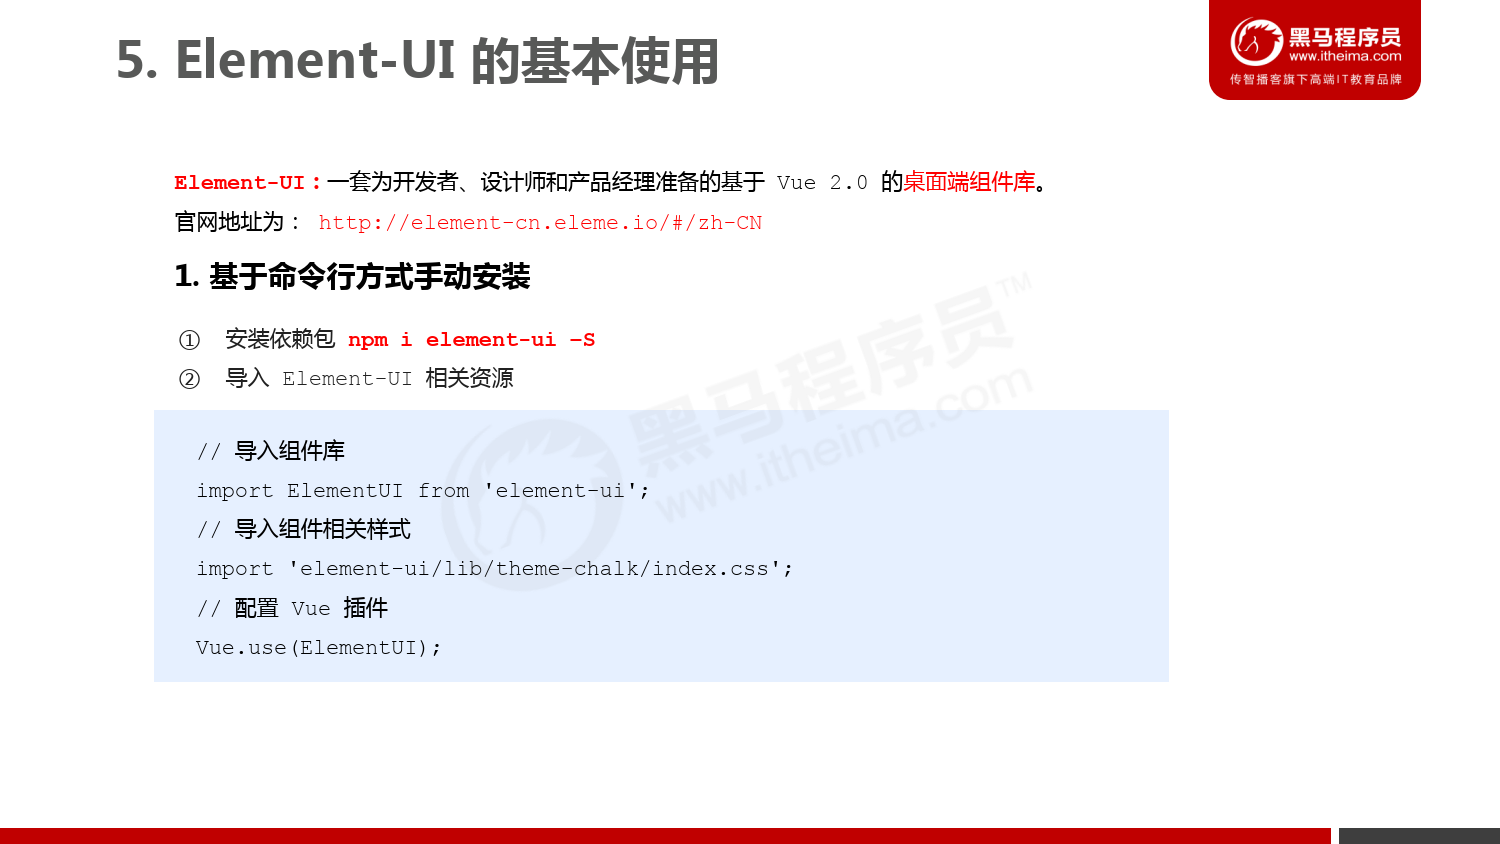 5. Element-UI 的基本使用
黑马程序员
www.itheima.com
传智播客旗下高端IT教育品牌
Element-UI：一套为开发者、设计师和产品经理准备的基于 Vue 2.0 的桌面端组件库。
官网地址为： http://element-cn.eleme.io/#/zh-CN
1. 基于命令行方式手动安装
① 安装依赖包 npm i element-ui –S
② 导入 Element-UI 相关资源
// 导入组件库
import ElementUI from 'element-ui';
// 导入组件相关样式
import 'element-ui/lib/theme-chalk/index.css';
// 配置 Vue 插件
Vue.use(ElementUI);
黑马程序员™
www.itheima.com